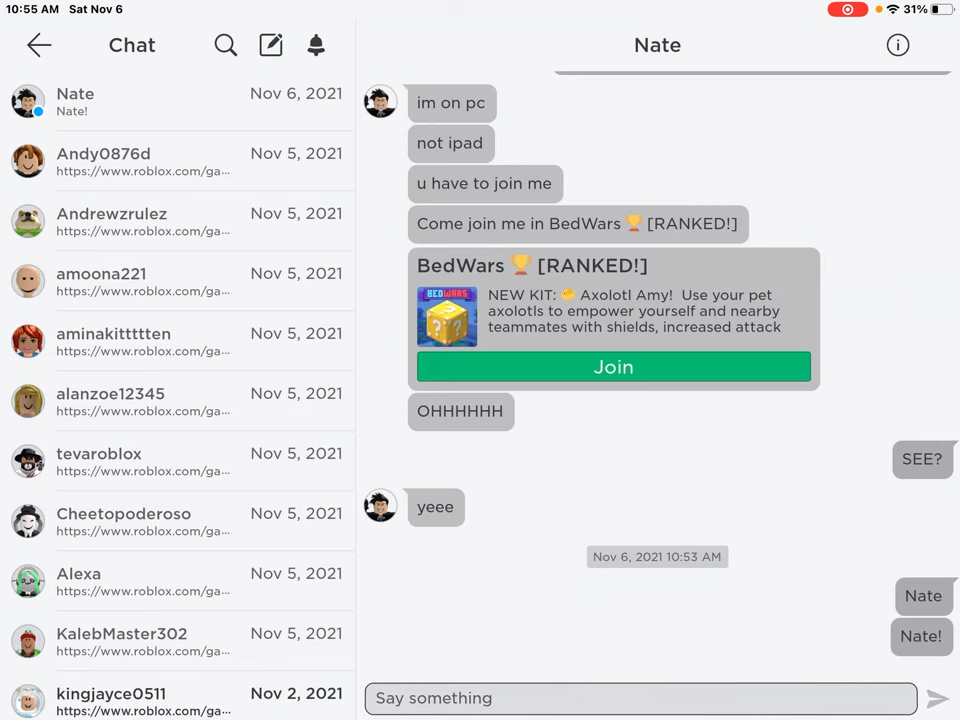 10:55 AM Sat Nov 6
31%
Chat
Nate
Nov 6, 2021
Nate!
Andy0876d
Nov 5, 2021
https://www.roblox.com/ga...
Andrewzrulez
Nov 5, 2021
https://www.roblox.com/ga...
amoona221
Nov 5, 2021
https://www.roblox.com/ga...
aminakittttten
Nov 5, 2021
https://www.roblox.com/ga...
alanzoe12345
Nov 5, 2021
https://www.roblox.com/ga...
tevaroblox
Nov 5, 2021
https://www.roblox.com/ga...
Cheetopoderoso
Nov 5, 2021
https://www.roblox.com/ga...
Alexa
Nov 5, 2021
https://www.roblox.com/ga...
KalebMaster302
Nov 5, 2021
https://www.roblox.com/ga...
kingjayce0511
Nov 2, 2021
https://www.roblox.com/ga...
Nate
im on pc
not ipad
u have to join me
Come join me in BedWars 🏆 [RANKED!]
BedWars 🏆 [RANKED!]
BEDWARS
NEW KIT: 🐥 Axolotl Amy! Use your pet
axolotls to empower yourself and nearby
teammates with shields, increased attack
Join
OHHHHHH
SEE?
yeee
Nov 6, 2021 10:53 AM
Nate
Nate!
Say something